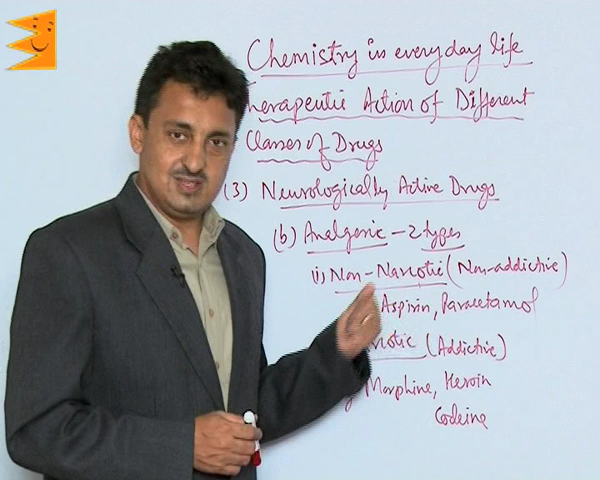 Chemistry in everyday life
Therapeutic Action of Different
Classes of Drugs
(3) Neurologically Active Drugs
(b) Analgesic - 2 types
(i) Non-Narcotic (Non-addictive)
Aspirin, Paracetamol
(Addictive)
Morphine, Heroin
Codeine